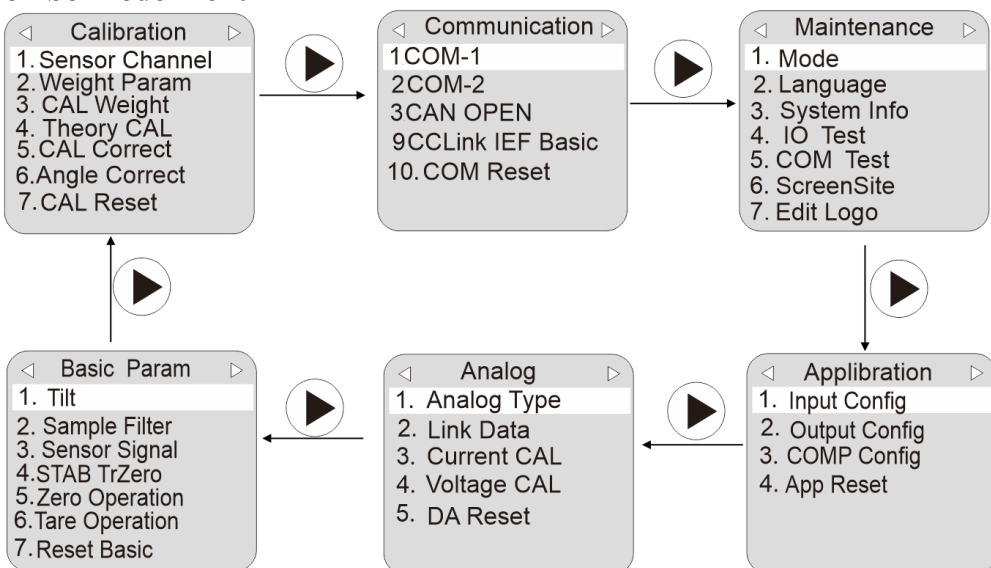 Calibration
1. Sensor Channel
2. Weight Param
3. CAL Weight
4. Theory CAL
5. CAL Correct
6. Angle Correct
7. CAL Reset
Communication
1COM-1
2COM-2
3CAN OPEN
9CCLink IEF Basic
10. COM Reset
Maintenance
1. Mode
2. Language
3. System Info
4. IO Test
5. COM Test
6. ScreenSite
7. Edit Logo
Basic Param
1. Tilt
2. Sample Filter
3. Sensor Signal
4. STAB TrZero
5. Zero Operation
6. Tare Operation
7. Reset Basic
Analog
1. Analog Type
2. Link Data
3. Current CAL
4. Voltage CAL
5. DA Reset
Applibration
1. Input Config
2. Output Config
3. COMP Config
4. App Reset